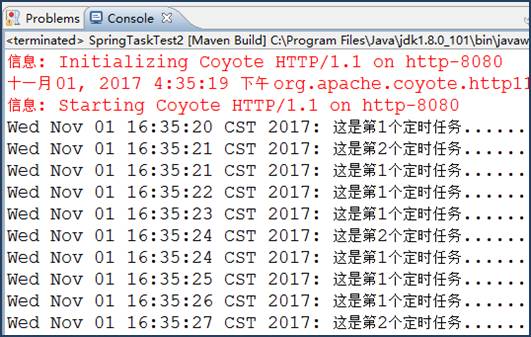 Problems Console
<terminated> SpringTaskTest2 [Maven Build] C:\Program Files\Java\jdk1.8.0_101\bin\javaw
信息: Initializing Coyote HTTP/1.1 on http-8080
十一月 01, 2017 4:35:19 下午 org.apache.coyote.http11
信息: Starting Coyote HTTP/1.1 on http-8080
Wed Nov 01 16:35:20 CST 2017: 这是第1个定时任务......
Wed Nov 01 16:35:21 CST 2017: 这是第2个定时任务......
Wed Nov 01 16:35:21 CST 2017: 这是第1个定时任务......
Wed Nov 01 16:35:22 CST 2017: 这是第1个定时任务......
Wed Nov 01 16:35:23 CST 2017: 这是第1个定时任务......
Wed Nov 01 16:35:24 CST 2017: 这是第2个定时任务......
Wed Nov 01 16:35:24 CST 2017: 这是第1个定时任务......
Wed Nov 01 16:35:25 CST 2017: 这是第1个定时任务......
Wed Nov 01 16:35:26 CST 2017: 这是第1个定时任务......
Wed Nov 01 16:35:27 CST 2017: 这是第2个定时任务......